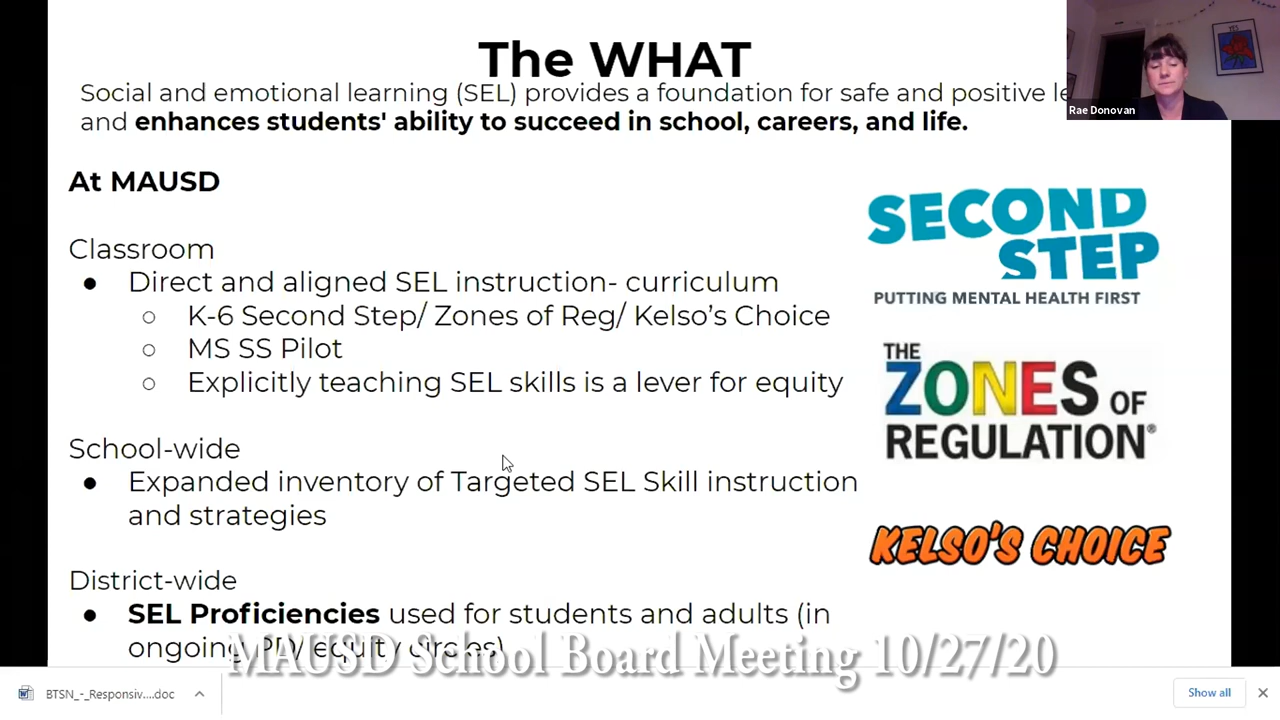 The WHAT
Social and emotional learning (SEL) provides a foundation for safe and positive le
and enhances students' ability to succeed in school, careers, and life.
Rae Donovan
At MAUSD
Classroom
● Direct and aligned SEL instruction- curriculum
○ K-6 Second Step/ Zones of Reg/ Kelso's Choice
○ MS SS Pilot
○ Explicitly teaching SEL skills is a lever for equity
School-wide
● Expanded inventory of Targeted SEL Skill instruction
and strategies
District-wide
● SEL Proficiencies used for students and adults (in
ongoing PD/ equity circles)
SECOND
STEP
PUTTING MENTAL HEALTH FIRST
THE
ZONES OF
REGULATION®
KELSO'S CHOICE
MAUSD School Board Meeting 10/27/20
BTSN_-_Responsiv....doc
Show all